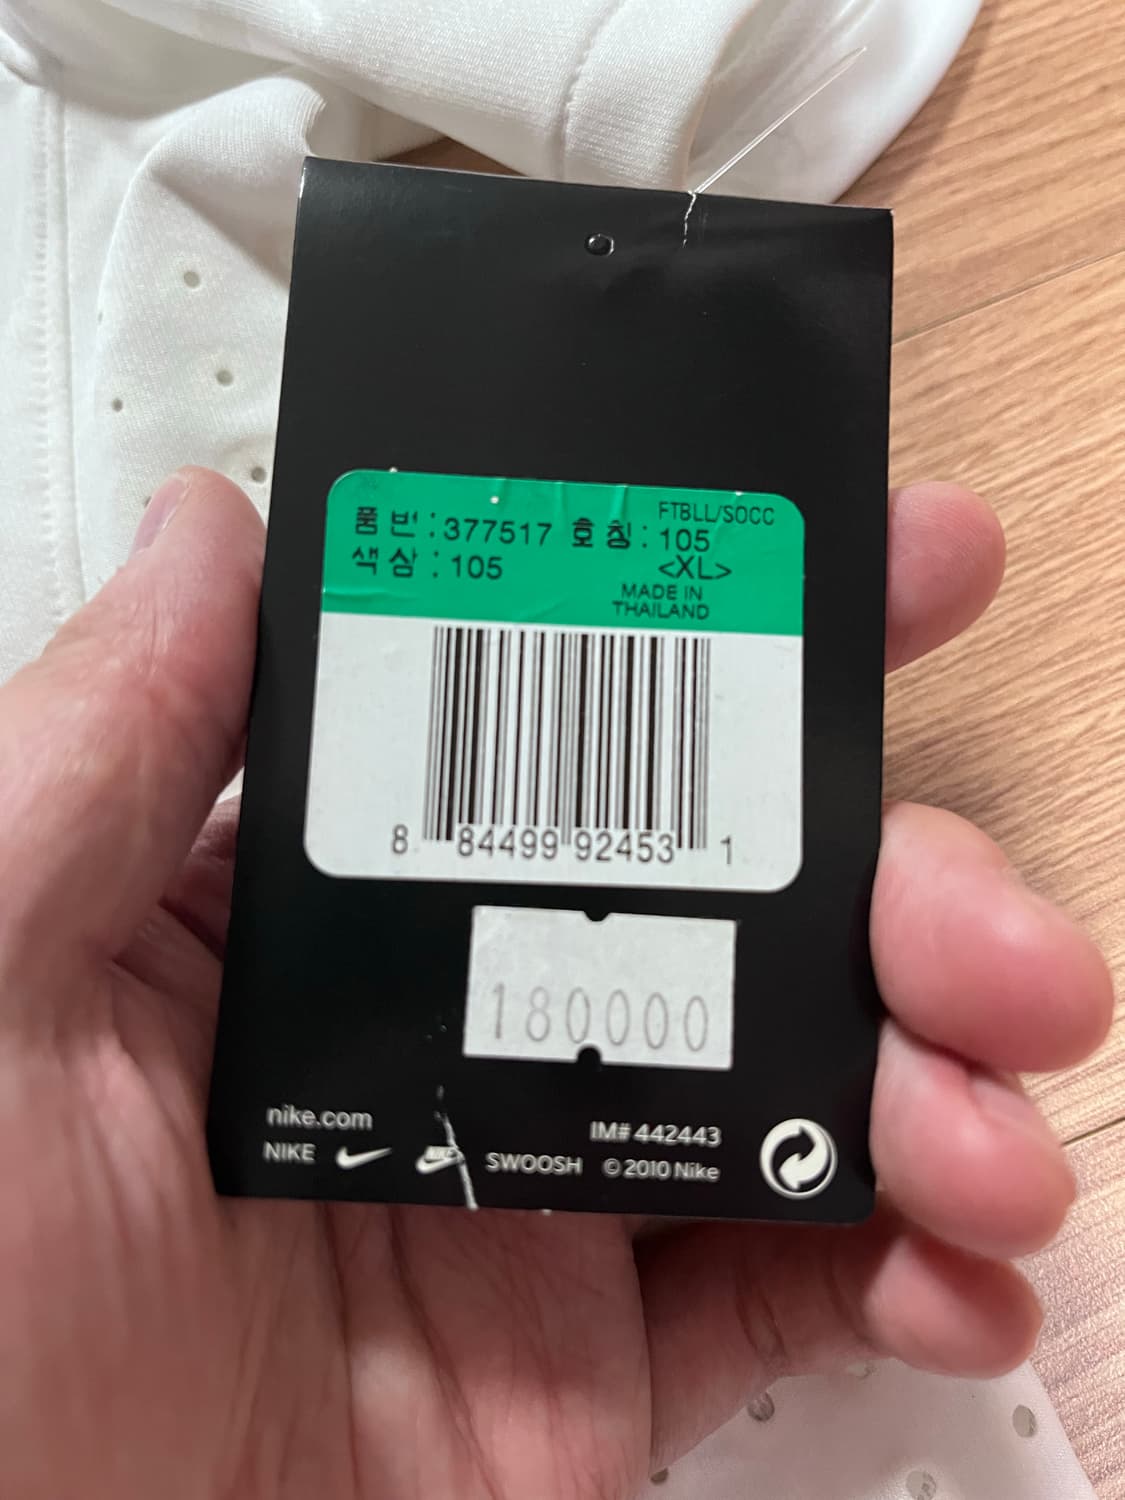 FTBLL/SOCC
품번:377517 호칭:105
색상:105 <XL>
MADE IN
THAILAND
8 84499 92453 1
180000
nike.com
IM# 442443
NIKE NIKE SWOOSH © 2010 Nike